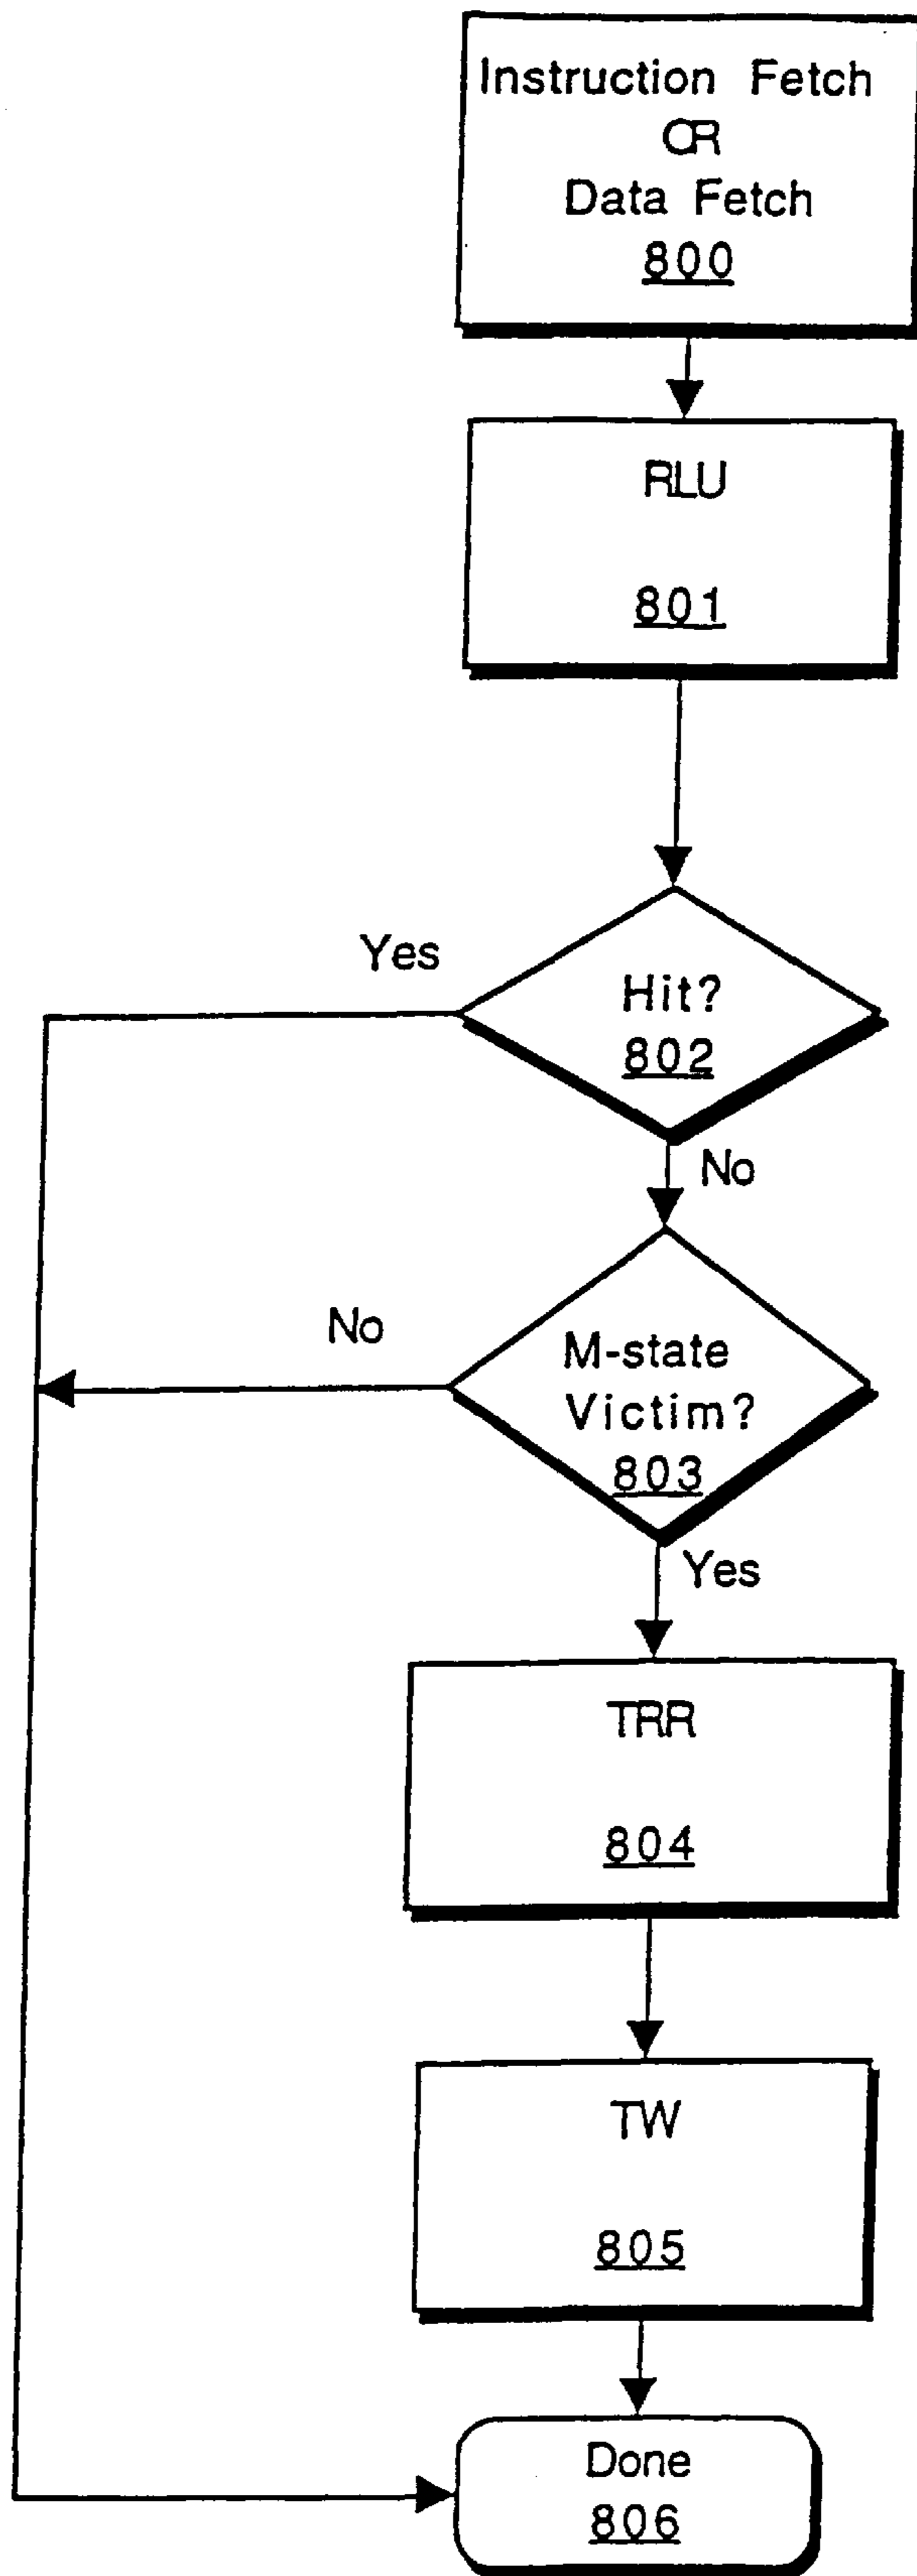 Instruction Fetch
OR
Data Fetch
800
RLU
801
Yes
Hit?
802
No
No
M-state
Victim?
803
Yes
TRR
804
TW
805
Done
806